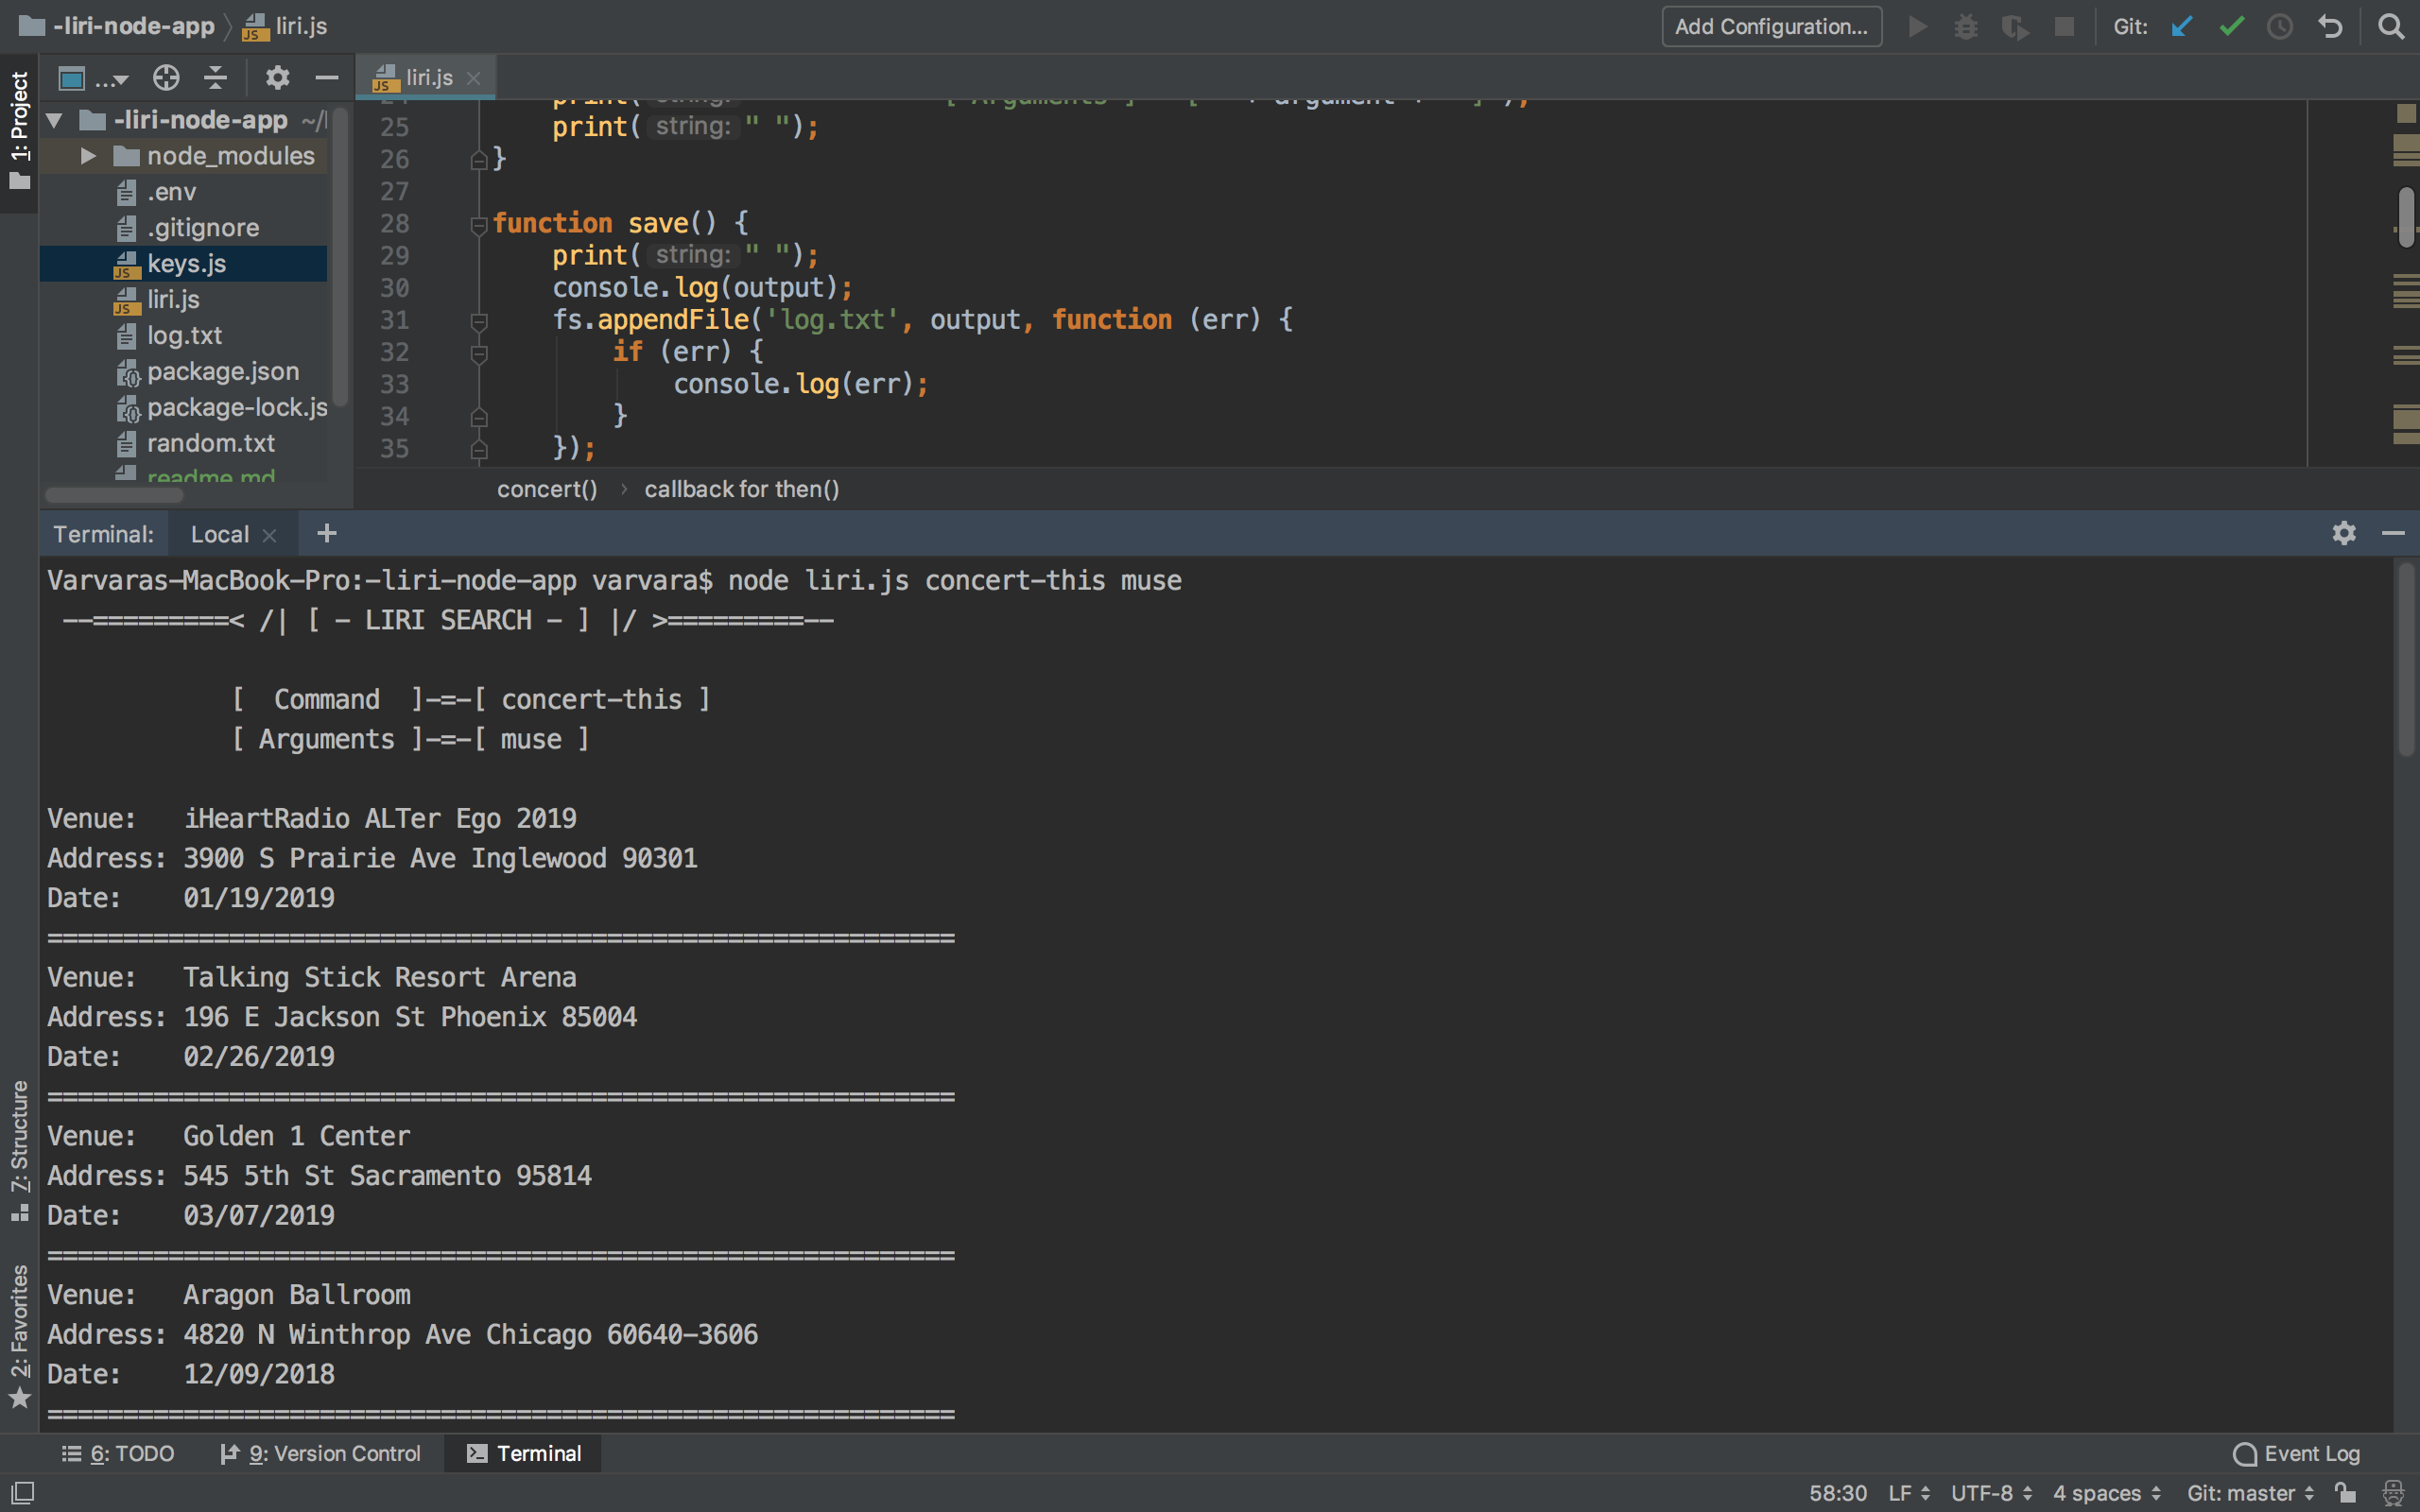 -liri-node-app liri.js Add Configuration... Git:
1: Project
... liri.js
-liri-node-app ~/
node_modules
.env
.gitignore
keys.js
liri.js
log.txt
package.json
package-lock.js
random.txt
readme.md
25 print( string: " ");
26 }
27
28 function save() {
29 print( string: " ");
30 console.log(output);
31 fs.appendFile('log.txt', output, function (err) {
32 if (err) {
33 console.log(err);
34 }
35 });
concert() › callback for then()
Terminal: Local +
Varvaras-MacBook-Pro:-liri-node-app varvara$ node liri.js concert-this muse
--=========< /| [ - LIRI SEARCH - ] |/ >=========--
[ Command ]-=-[ concert-this ]
[ Arguments ]-=-[ muse ]
Venue: iHeartRadio ALTer Ego 2019
Address: 3900 S Prairie Ave Inglewood 90301
Date: 01/19/2019
============================================================
Venue: Talking Stick Resort Arena
Address: 196 E Jackson St Phoenix 85004
Date: 02/26/2019
============================================================
Venue: Golden 1 Center
Address: 545 5th St Sacramento 95814
Date: 03/07/2019
============================================================
Venue: Aragon Ballroom
Address: 4820 N Winthrop Ave Chicago 60640-3606
Date: 12/09/2018
============================================================
7: Structure
2: Favorites
6: TODO 9: Version Control Terminal Event Log
58:30 LF UTF-8 4 spaces Git: master